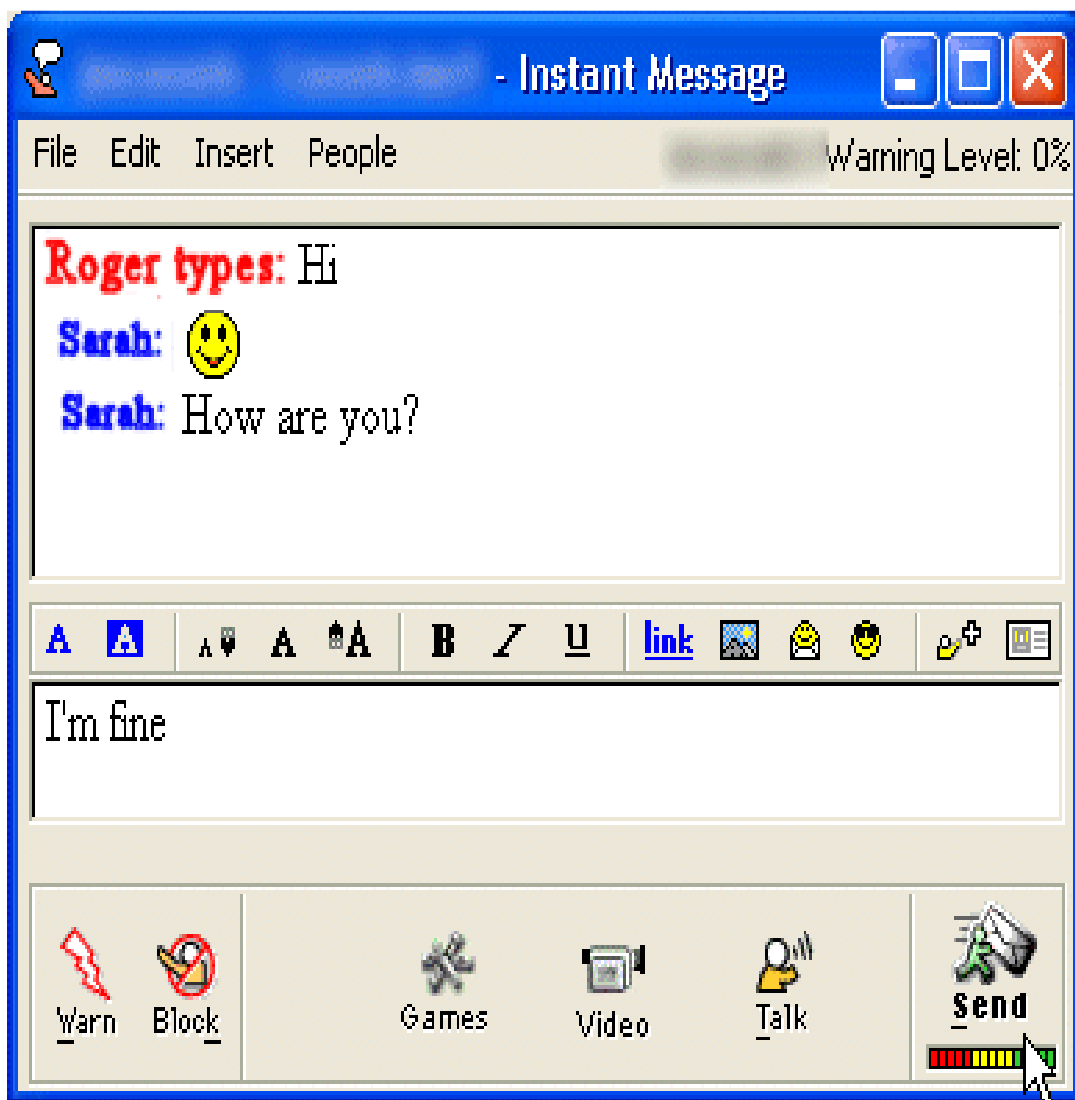 - Instant Message
File Edit Insert People Warning Level: 0%
Roger types: Hi
Sarah:
Sarah: How are you?
A A A A A B I U link
I'm fine
Warn Block Games Video Talk Send